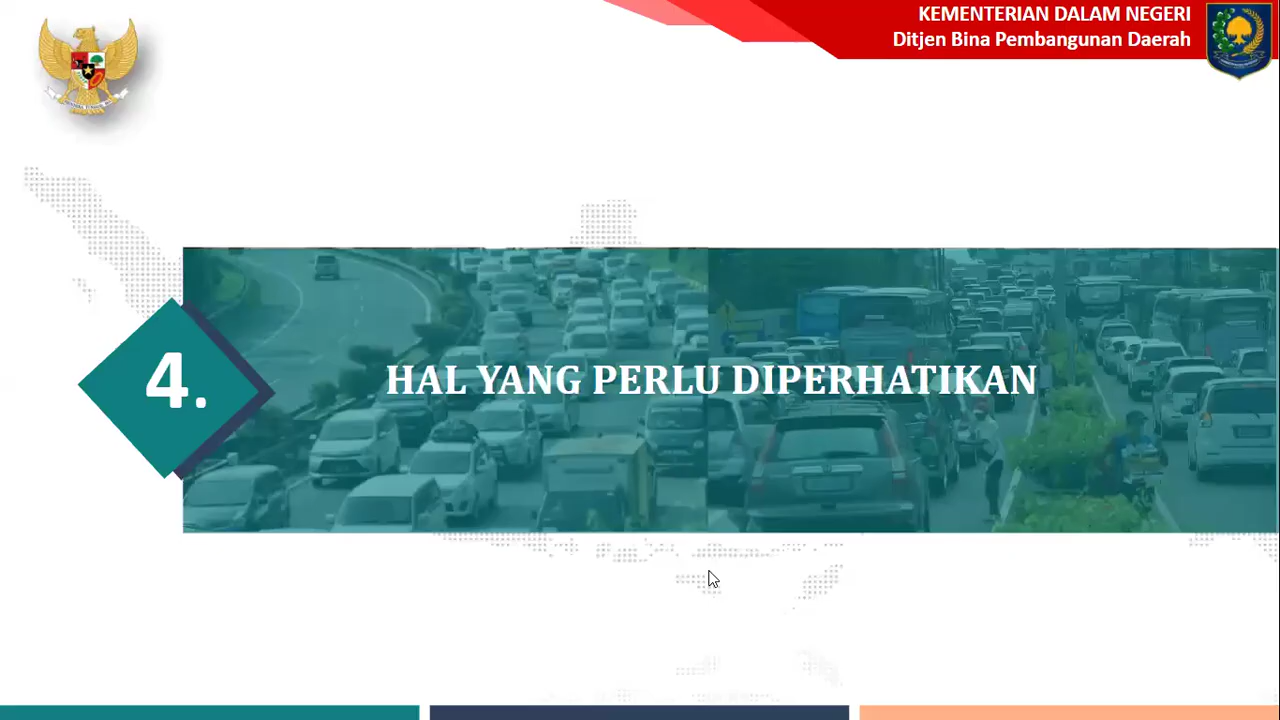 KEMENTERIAN DALAM NEGERI
Ditjen Bina Pembangunan Daerah
4.
HAL YANG PERLU DIPERHATIKAN